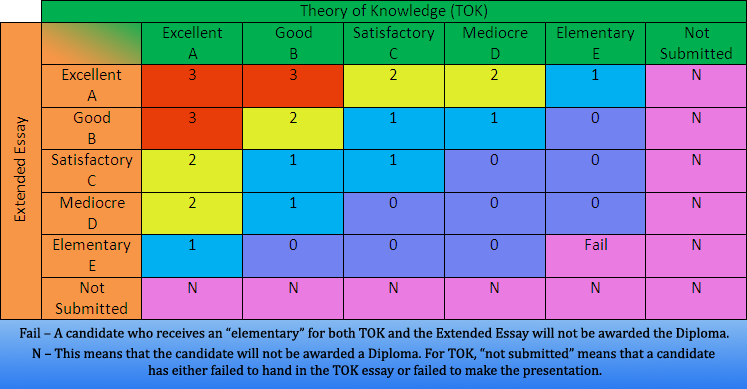 Theory of Knowledge (TOK)
Excellent Good Satisfactory Mediocre Elementary Not
A B C D E Submitted
Extended Essay
Excellent
A
3 3 2 2 1 N
Good
B
3 2 1 1 0 N
Satisfactory
C
2 1 1 0 0 N
Mediocre
D
2 1 0 0 0 N
Elementary
E
1 0 0 0 Fail N
Not
Submitted
N N N N N N
Fail – A candidate who receives an “elementary” for both TOK and the Extended Essay will not be awarded the Diploma.
N – This means that the candidate will not be awarded a Diploma. For TOK, “not submitted” means that a candidate
has either failed to hand in the TOK essay or failed to make the presentation.